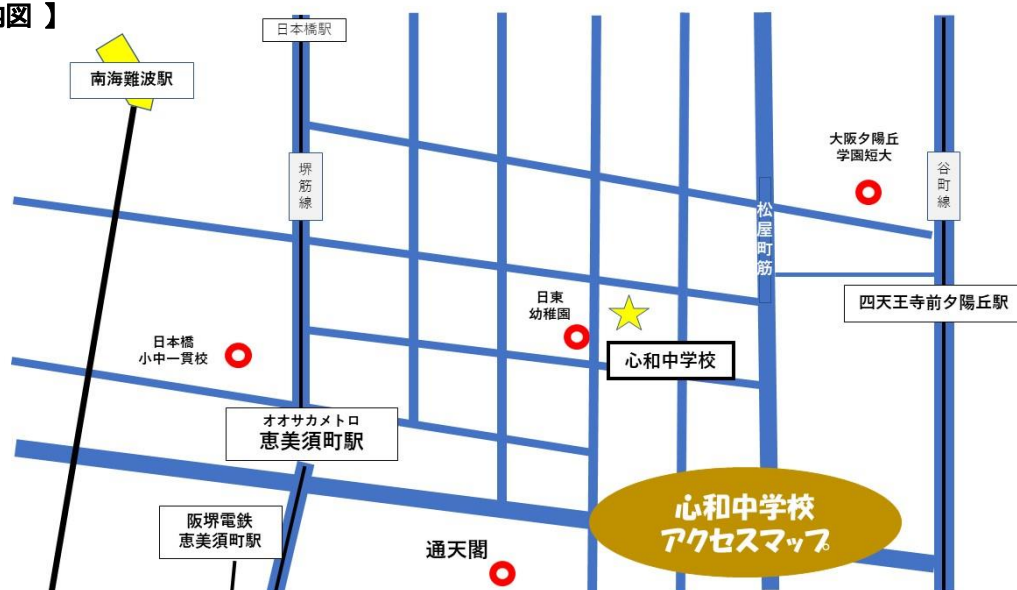 図 】
日本橋駅
南海難波駅
大阪夕陽丘
学園短大
堺筋線
谷町線
松屋町筋
四天王寺前夕陽丘駅
日東
幼稚園
日本橋
小中一貫校
心和中学校
オオサカメトロ
恵美須町駅
心和中学校
アクセスマップ
阪堺電鉄
恵美須町駅
通天閣